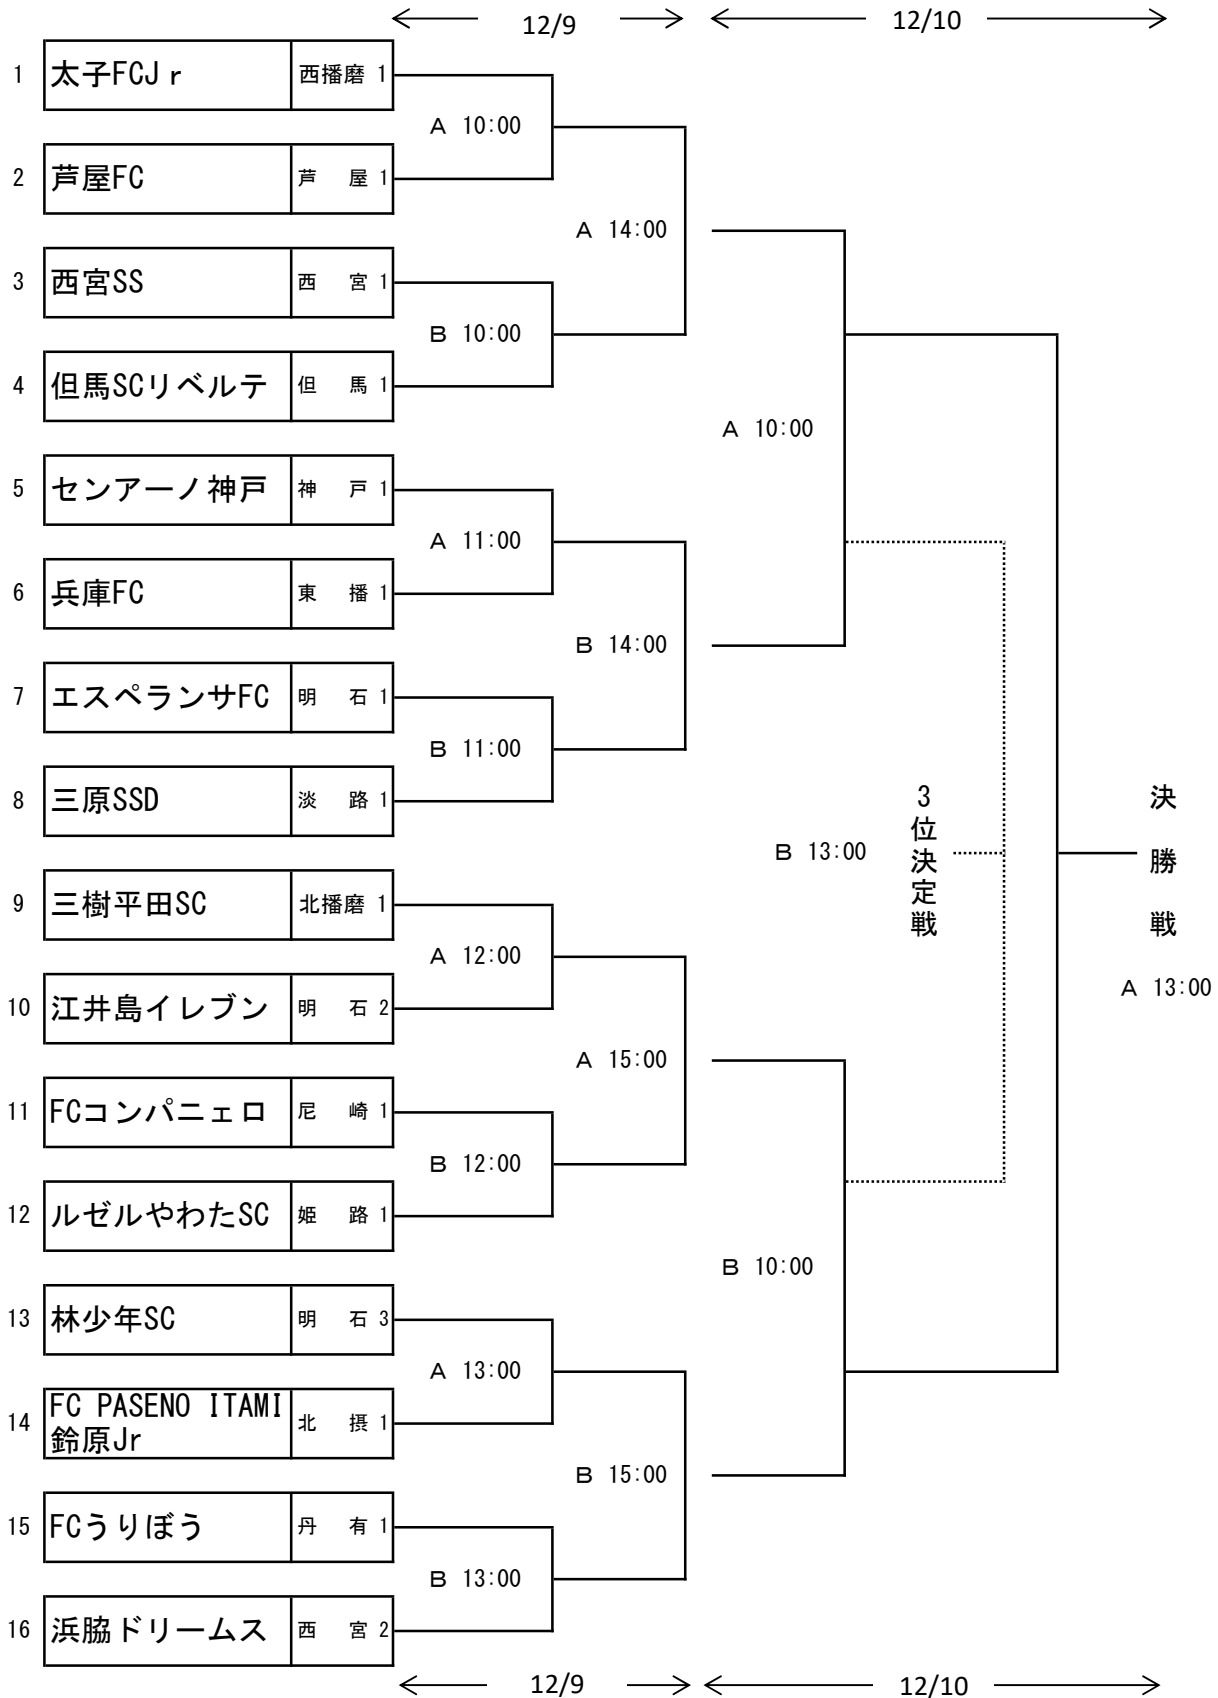 12/9
12/10
1 太子FCJｒ 西播磨 1
A 10:00
2 芦屋FC 芦　屋 1
A 14:00
3 西宮SS 西　宮 1
B 10:00
4 但馬SCリベルテ 但　馬 1
A 10:00
5 センアーノ神戸 神　戸 1
A 11:00
6 兵庫FC 東　播 1
B 14:00
7 エスペランサFC 明　石 1
B 11:00
8 三原SSD 淡　路 1
B 13:00
3位決定戦
決勝戦
A 13:00
9 三樹平田SC 北播磨 1
A 12:00
10 江井島イレブン 明　石 2
A 15:00
11 FCコンパニェロ 尼　崎 1
B 12:00
12 ルゼルやわたSC 姫　路 1
B 10:00
13 林少年SC 明　石 3
A 13:00
14 FC PASENO ITAMI
鈴原Jr 北　摂 1
B 15:00
15 FCうりぼう 丹　有 1
B 13:00
16 浜脇ドリームス 西　宮 2
12/9
12/10